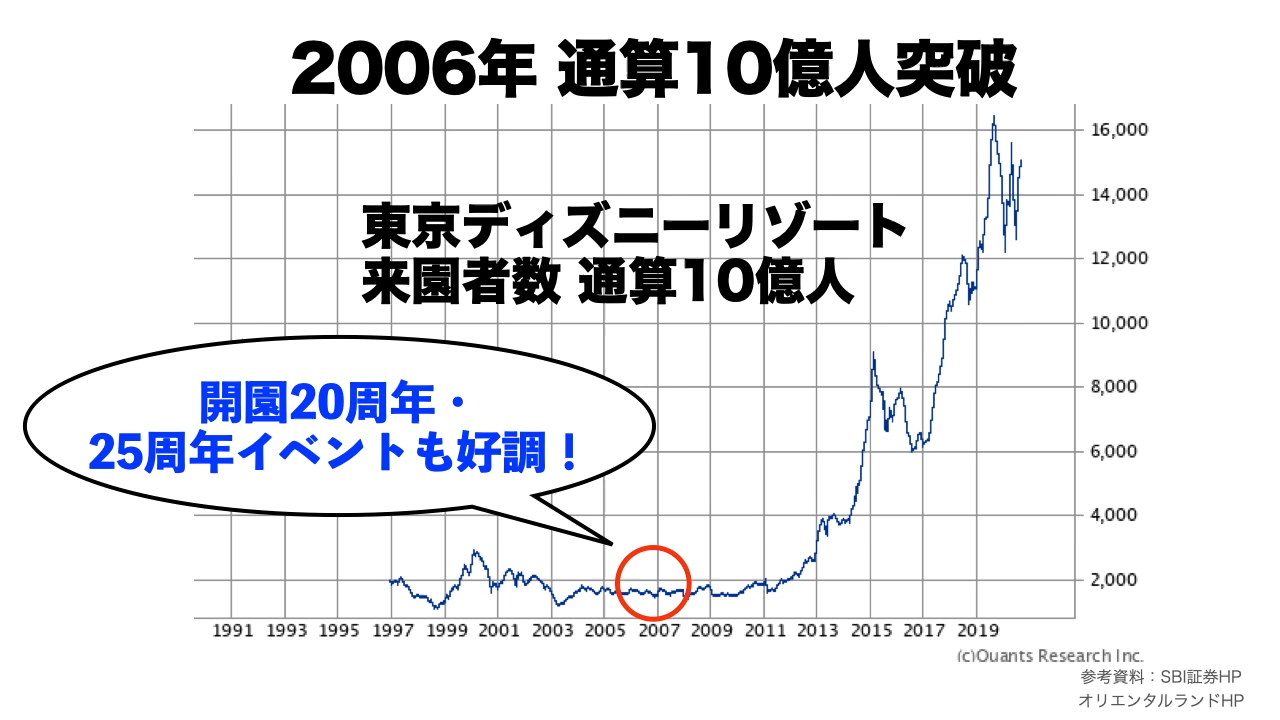 2006年 通算10億人突破
16,000
14,000
東京ディズニーリゾート
来園者数 通算10億人
12,000
10,000
開園20周年・
25周年イベントも好調！
8,000
6,000
4,000
2,000
1991 1993 1995 1997 1999 2001 2003 2005 2007 2009 2011 2013 2015 2017 2019
(c)Quants Research Inc.
参考資料：SBI証券HP
オリエンタルランドHP